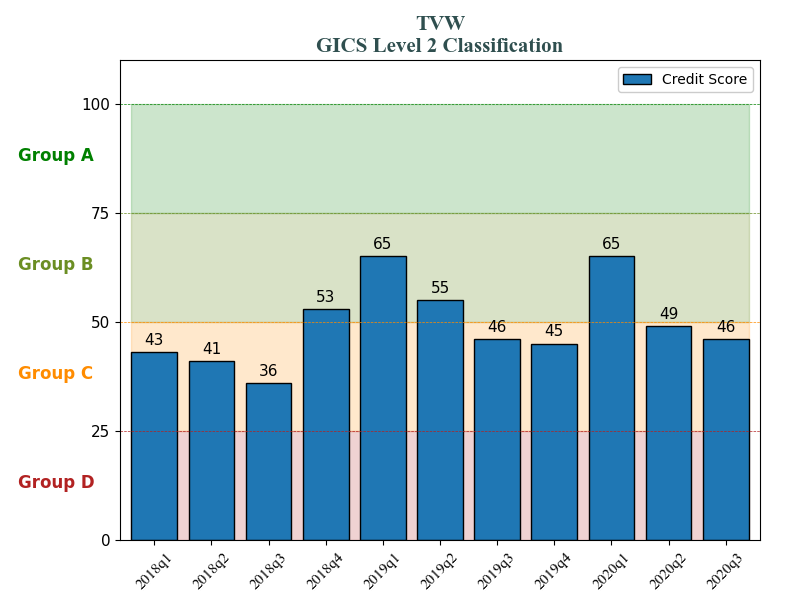 TVW
GICS Level 2 Classification
Credit Score
100
Group A
75
65
65
Group B
55
53
50
49
46
46
45
43
41
Group C
36
25
Group D
0
2018q1
2018q2
2018q3
2018q4
2019q1
2019q2
2019q3
2019q4
2020q1
2020q2
2020q3